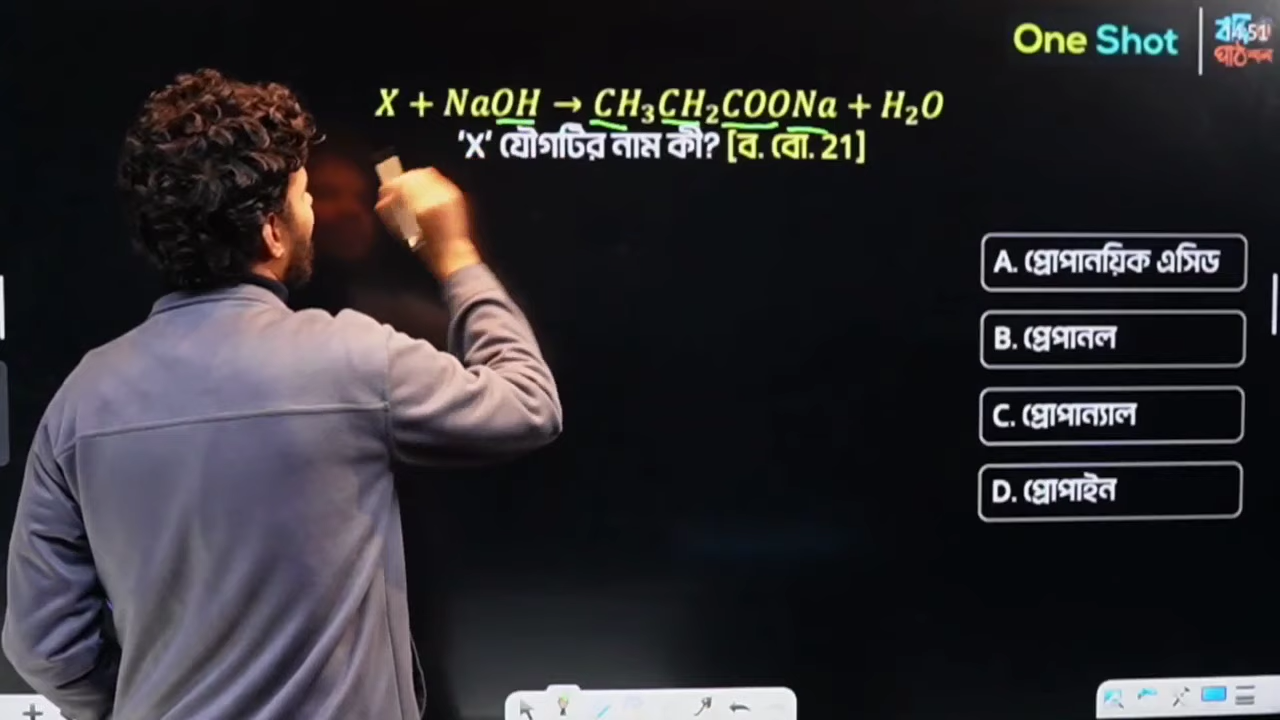 One Shot
X + NaOH → CH₃CH₂COONa + H₂O
'X' যৌগটির নাম কী? [ব. বো. 21]
A. প্রোপানয়িক এসিড
B. প্রেপানল
C. প্রোপান্যাল
D. প্রোপাইন